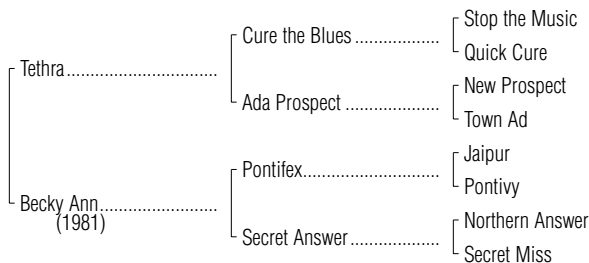 Stop the Music
Cure the Blues ..................
Quick Cure
Tethra................................
New Prospect
Ada Prospect ....................
Town Ad
Jaipur
Pontifex.............................
Pontivy
Becky Ann.........................
(1981)
Northern Answer
Secret Answer...................
Secret Miss